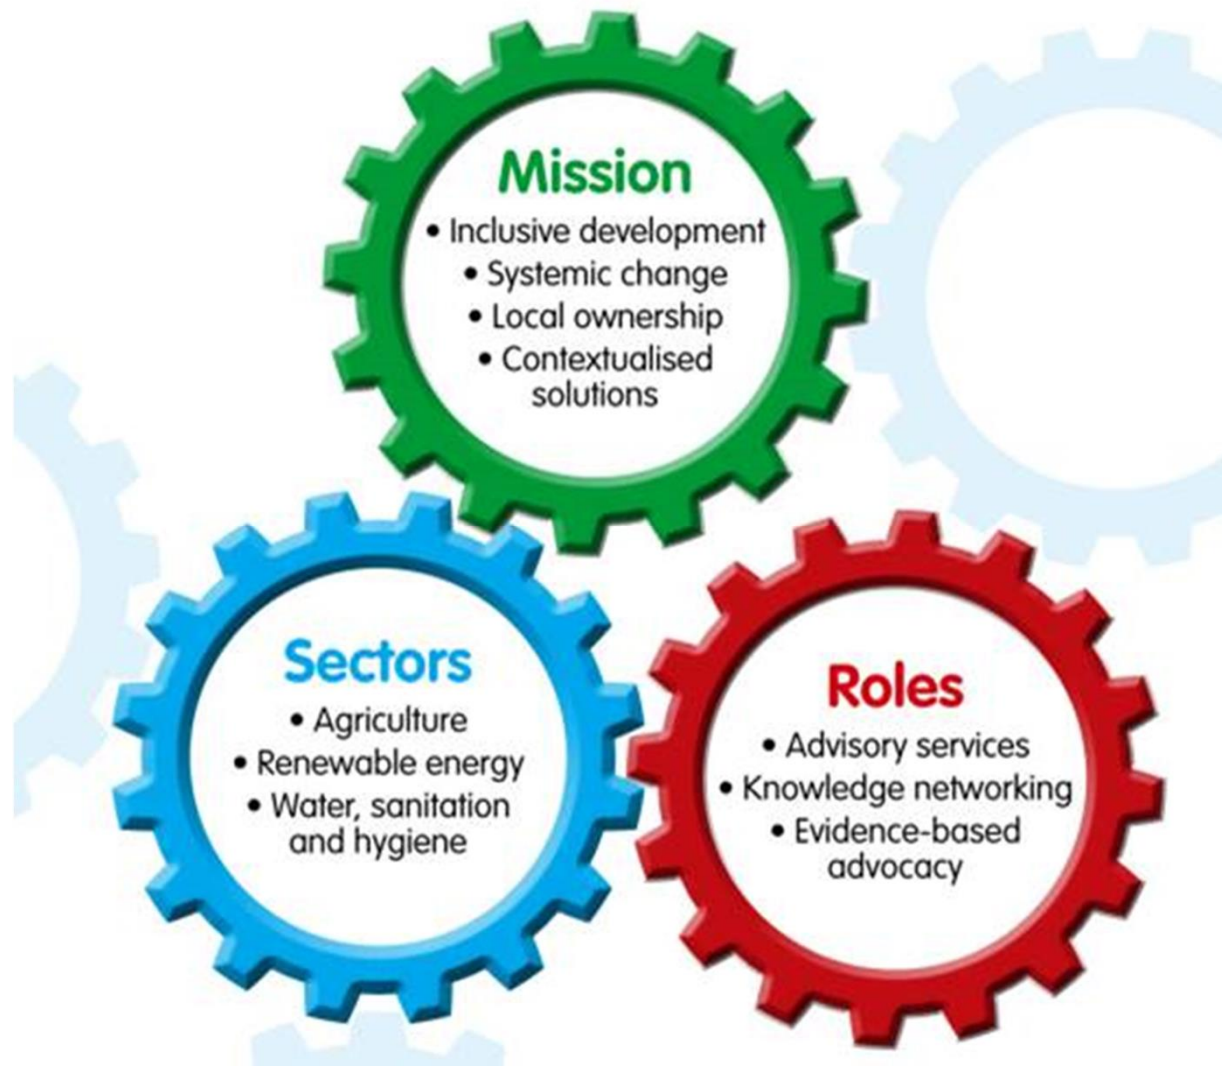 Mission
• Inclusive development
• Systemic change
• Local ownership
• Contextualised
solutions
Sectors
• Agriculture
• Renewable energy
• Water, sanitation
and hygiene
Roles
• Advisory services
• Knowledge networking
• Evidence-based
advocacy